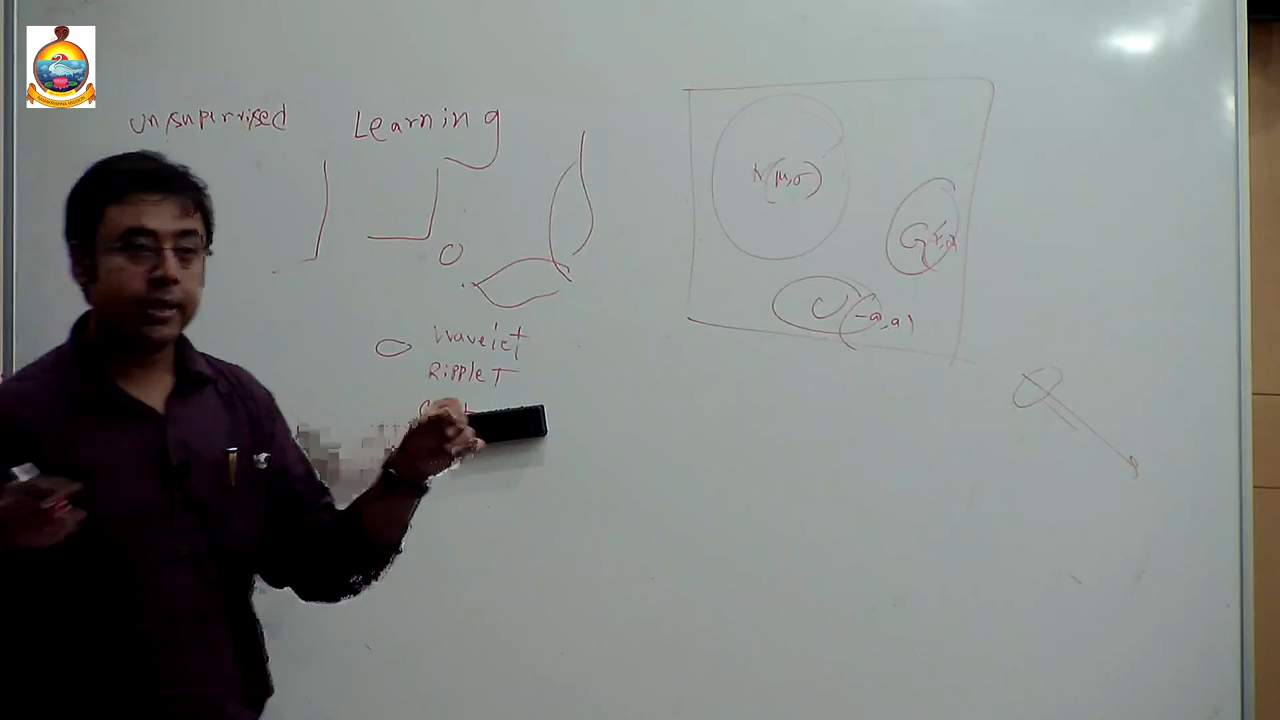 Unsupervised Learning
N(μ,σ)
U(-a,a)
Wavelet
Ripplet